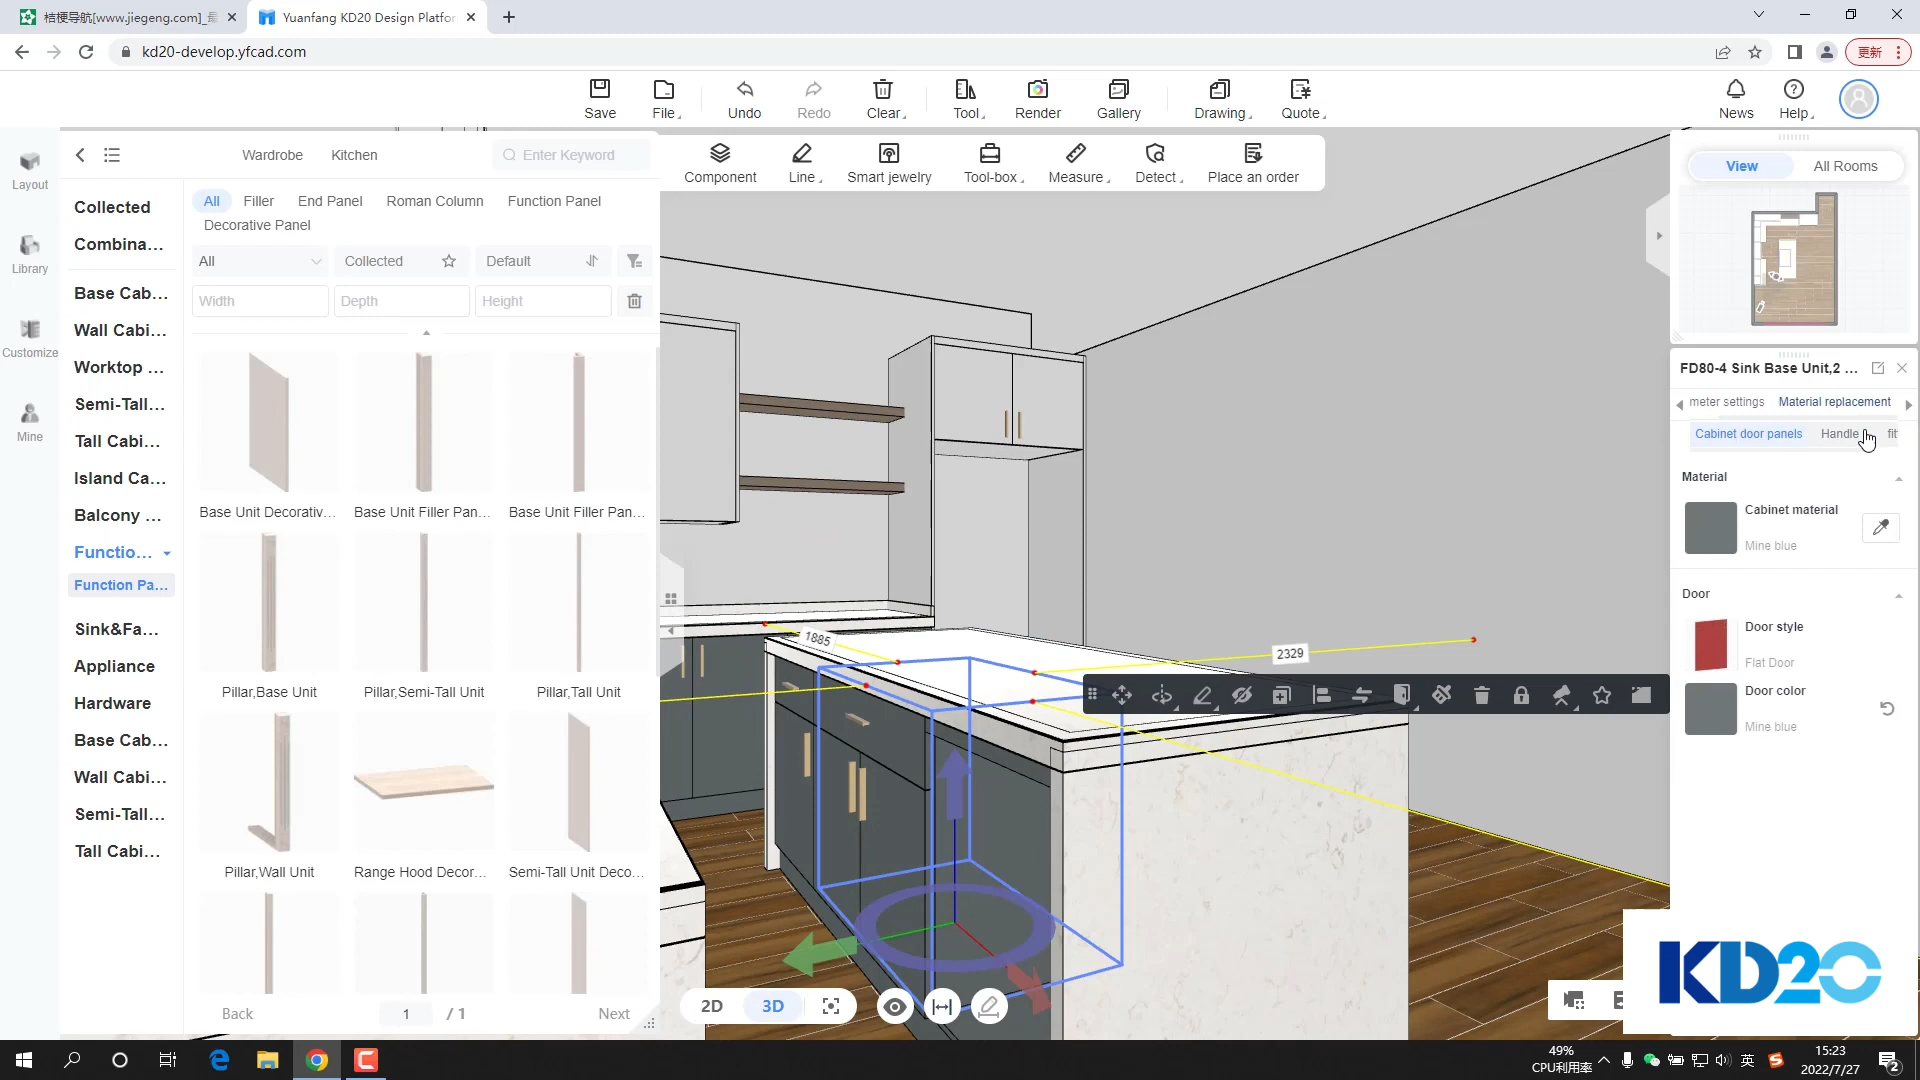 桔梗导航[www.jiegeng.com]_最
Yuanfang KD20 Design Platfor
kd20-develop.yfcad.com
更新
Save
File
Undo
Redo
Clear
Tool
Render
Gallery
Drawing
Quote
News
Help
Layout
Library
Customize
Mine
Wardrobe
Kitchen
Enter Keyword
Component
Line
Smart jewelry
Tool-box
Measure
Detect
Place an order
View
All Rooms
Collected
Combina...
Base Cab...
Wall Cabi...
Worktop ...
Semi-Tall...
Tall Cabi...
Island Ca...
Balcony ...
Functio...
Function Pa...
Sink&Fa...
Appliance
Hardware
Base Cab...
Wall Cabi...
Semi-Tall...
Tall Cabi...
All
Filler
End Panel
Roman Column
Function Panel
Decorative Panel
All
Collected
Default
Width
Depth
Height
Base Unit Decorativ...
Base Unit Filler Pan...
Base Unit Filler Pan...
Pillar,Base Unit
Pillar,Semi-Tall Unit
Pillar,Tall Unit
Pillar,Wall Unit
Range Hood Decor...
Semi-Tall Unit Deco...
Back
1
/ 1
Next
1885
2329
2D
3D
FD80-4 Sink Base Unit,2 ...
meter settings
Material replacement
Cabinet door panels
Handle
fit
Material
Cabinet material
Mine blue
Door
Door style
Flat Door
Door color
Mine blue
KD20
49%
CPU利用率
英
15:23
2022/7/27
2